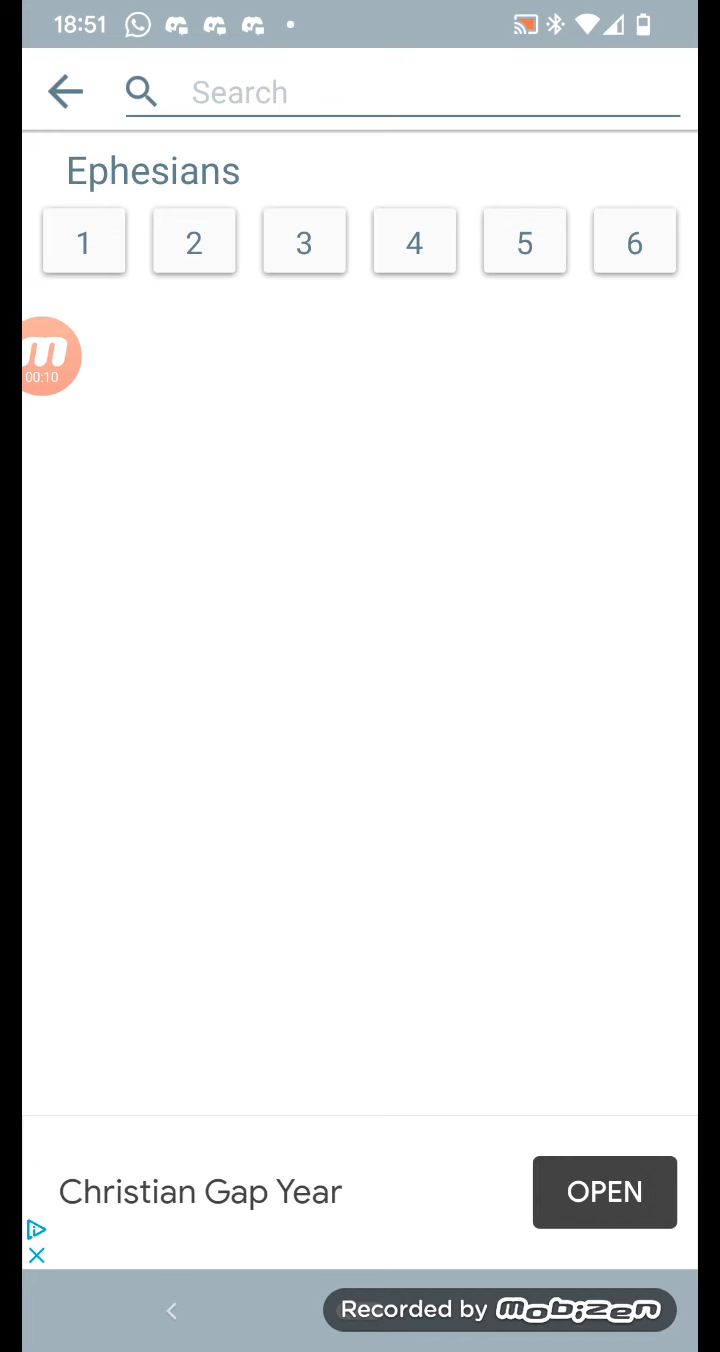 18:51
Search
Ephesians
1 2 3 4 5 6
m
00:10
Christian Gap Year
OPEN
Recorded by mobizen